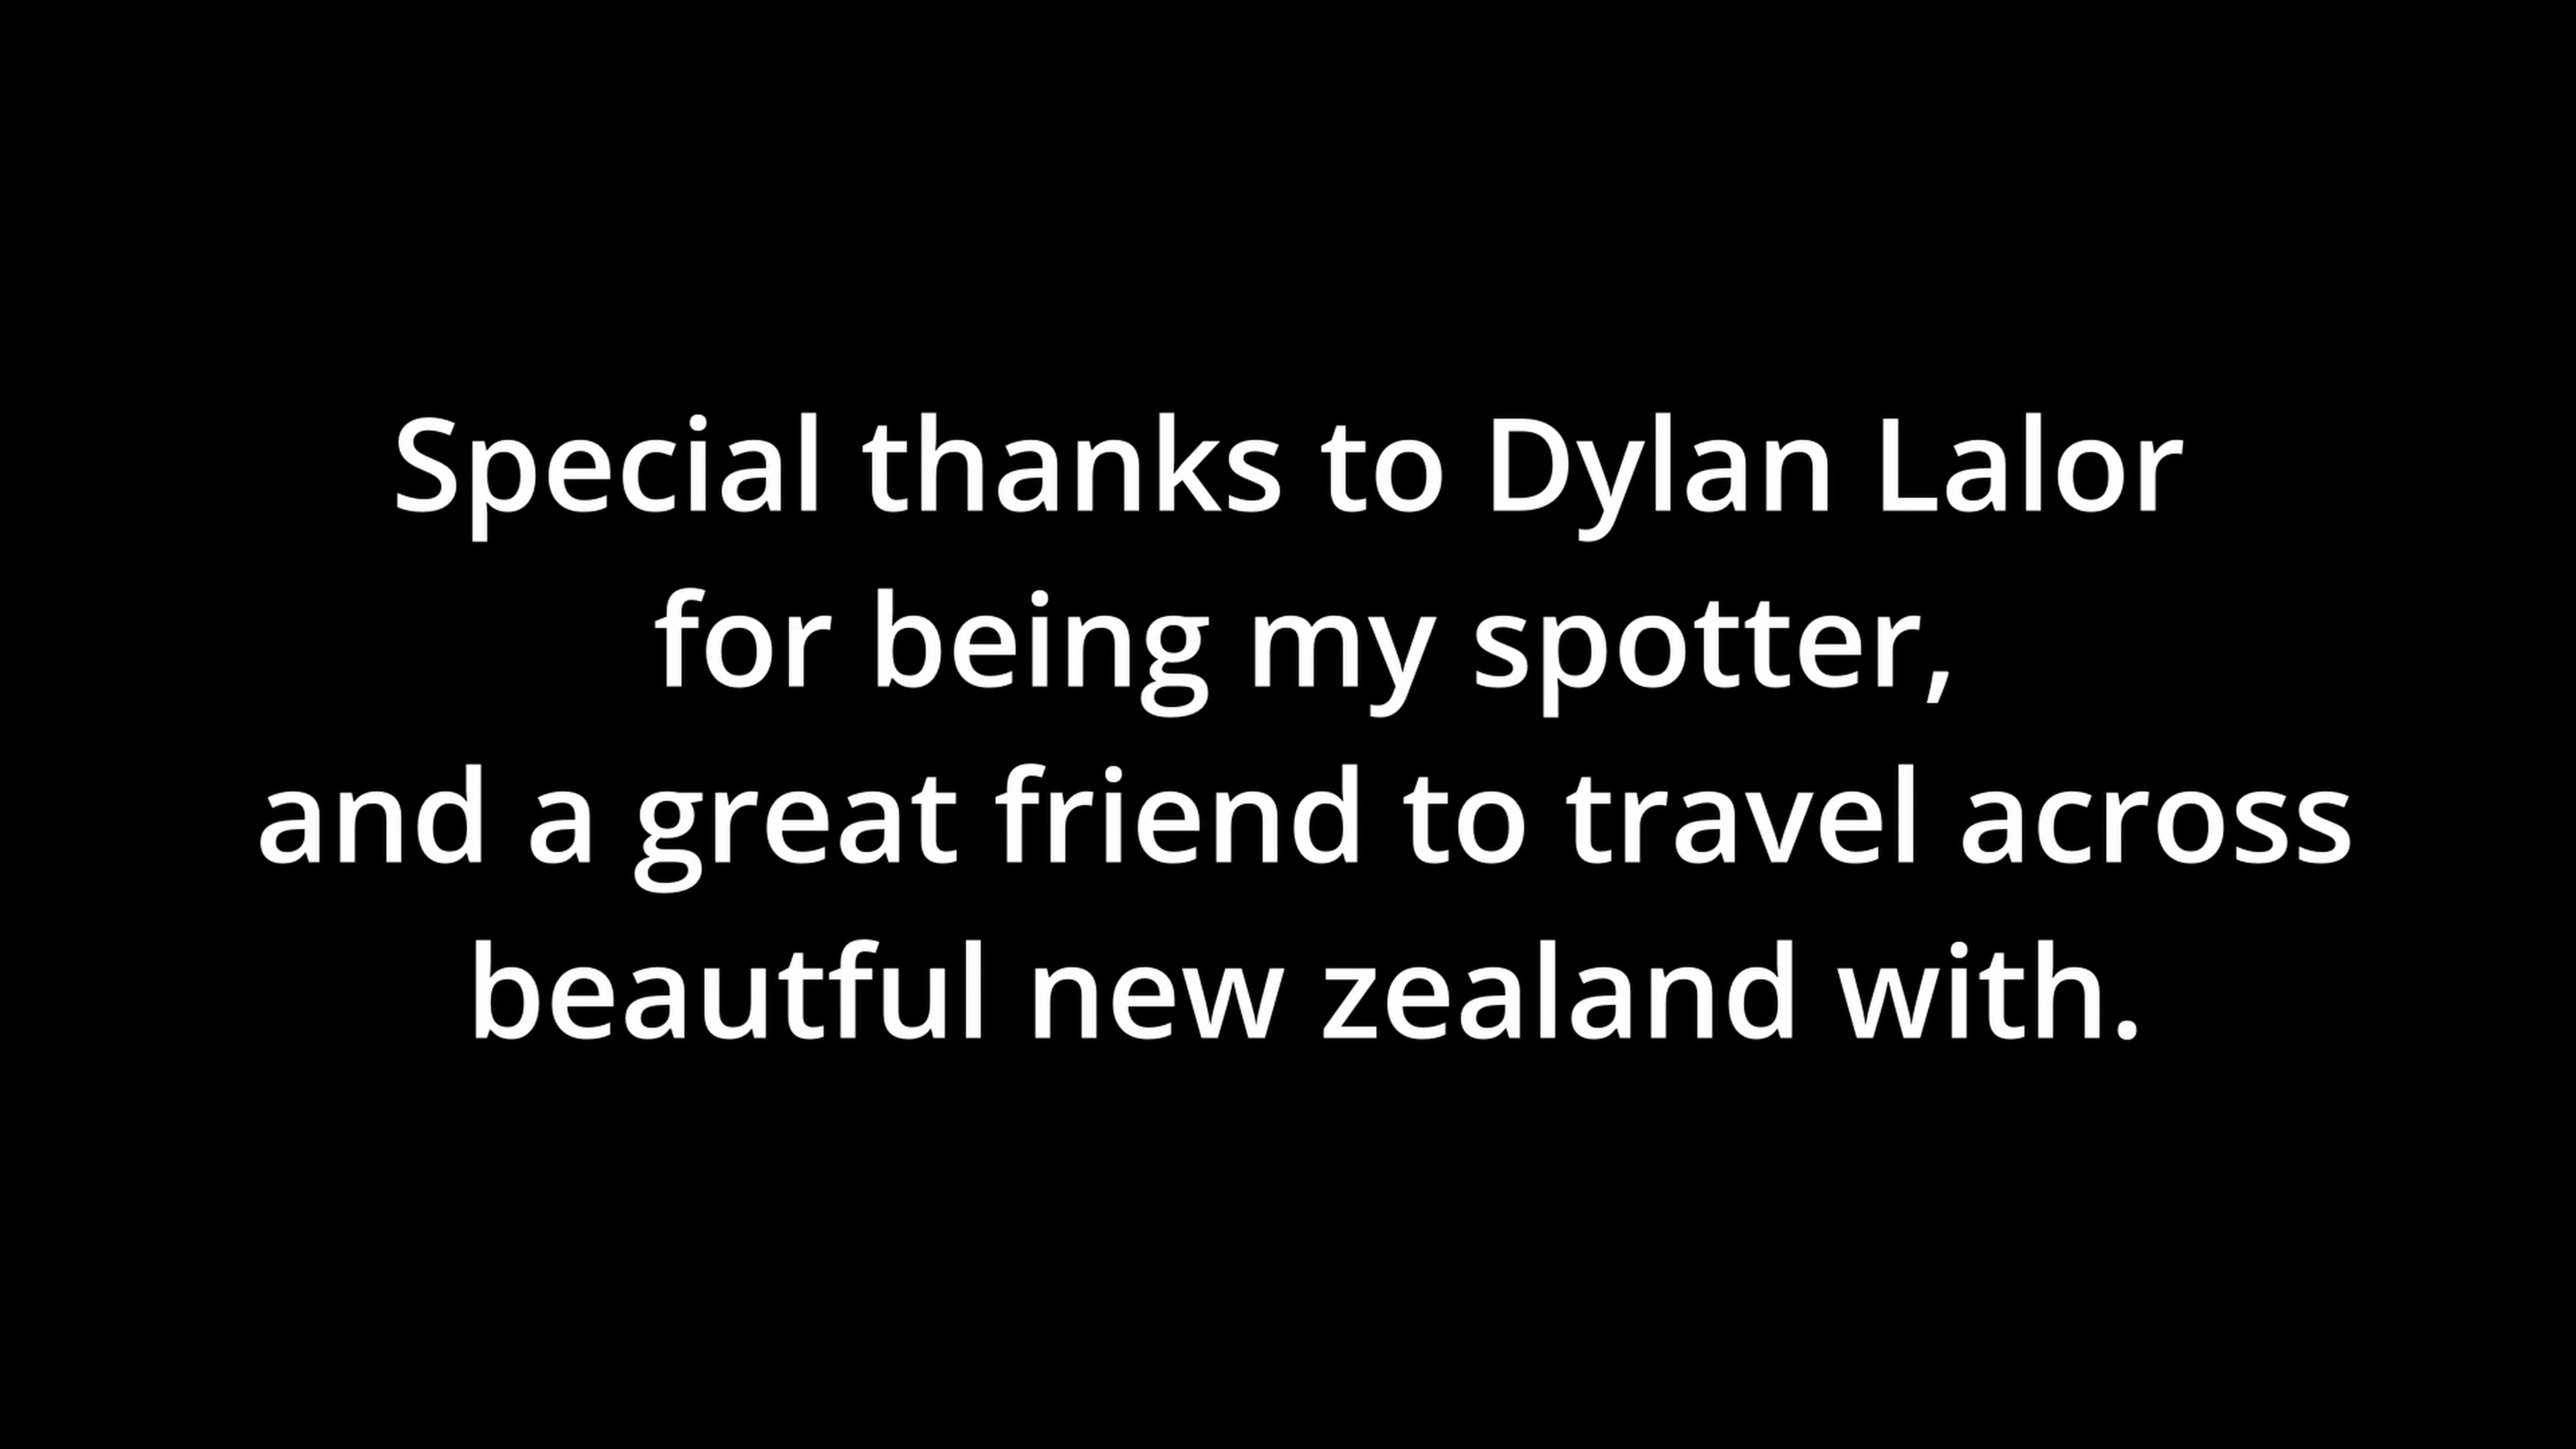 Special thanks to Dylan Lalor
for being my spotter,
and a great friend to travel across
beautful new zealand with.